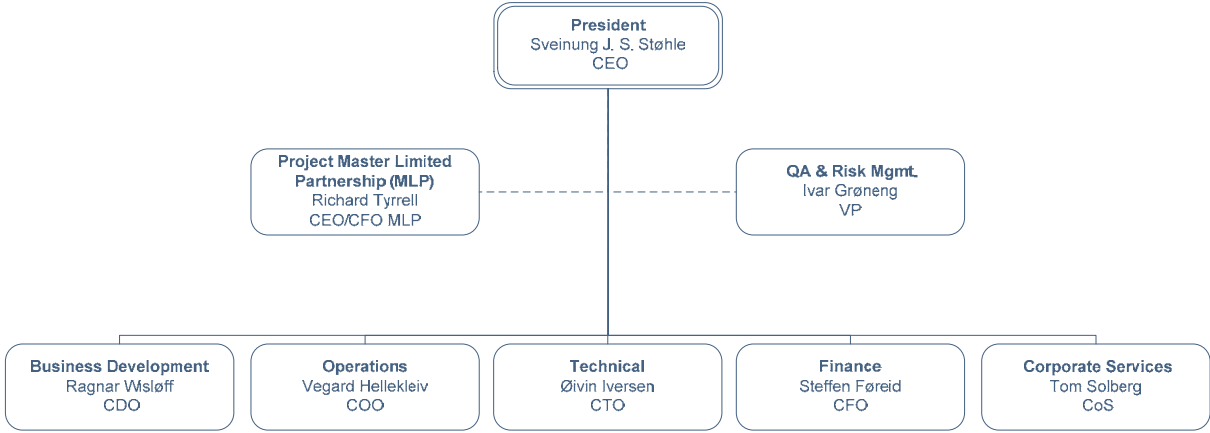 President
Sveinung J. S. Støhle
CEO
Project Master Limited
Partnership (MLP)
Richard Tyrrell
CEO/CFO MLP
QA & Risk Mgmt.
Ivar Grøneng
VP
Business Development
Ragnar Wisløff
CDO
Operations
Vegard Hellekleiv
COO
Technical
Øivin Iversen
CTO
Finance
Steffen Føreid
CFO
Corporate Services
Tom Solberg
CoS